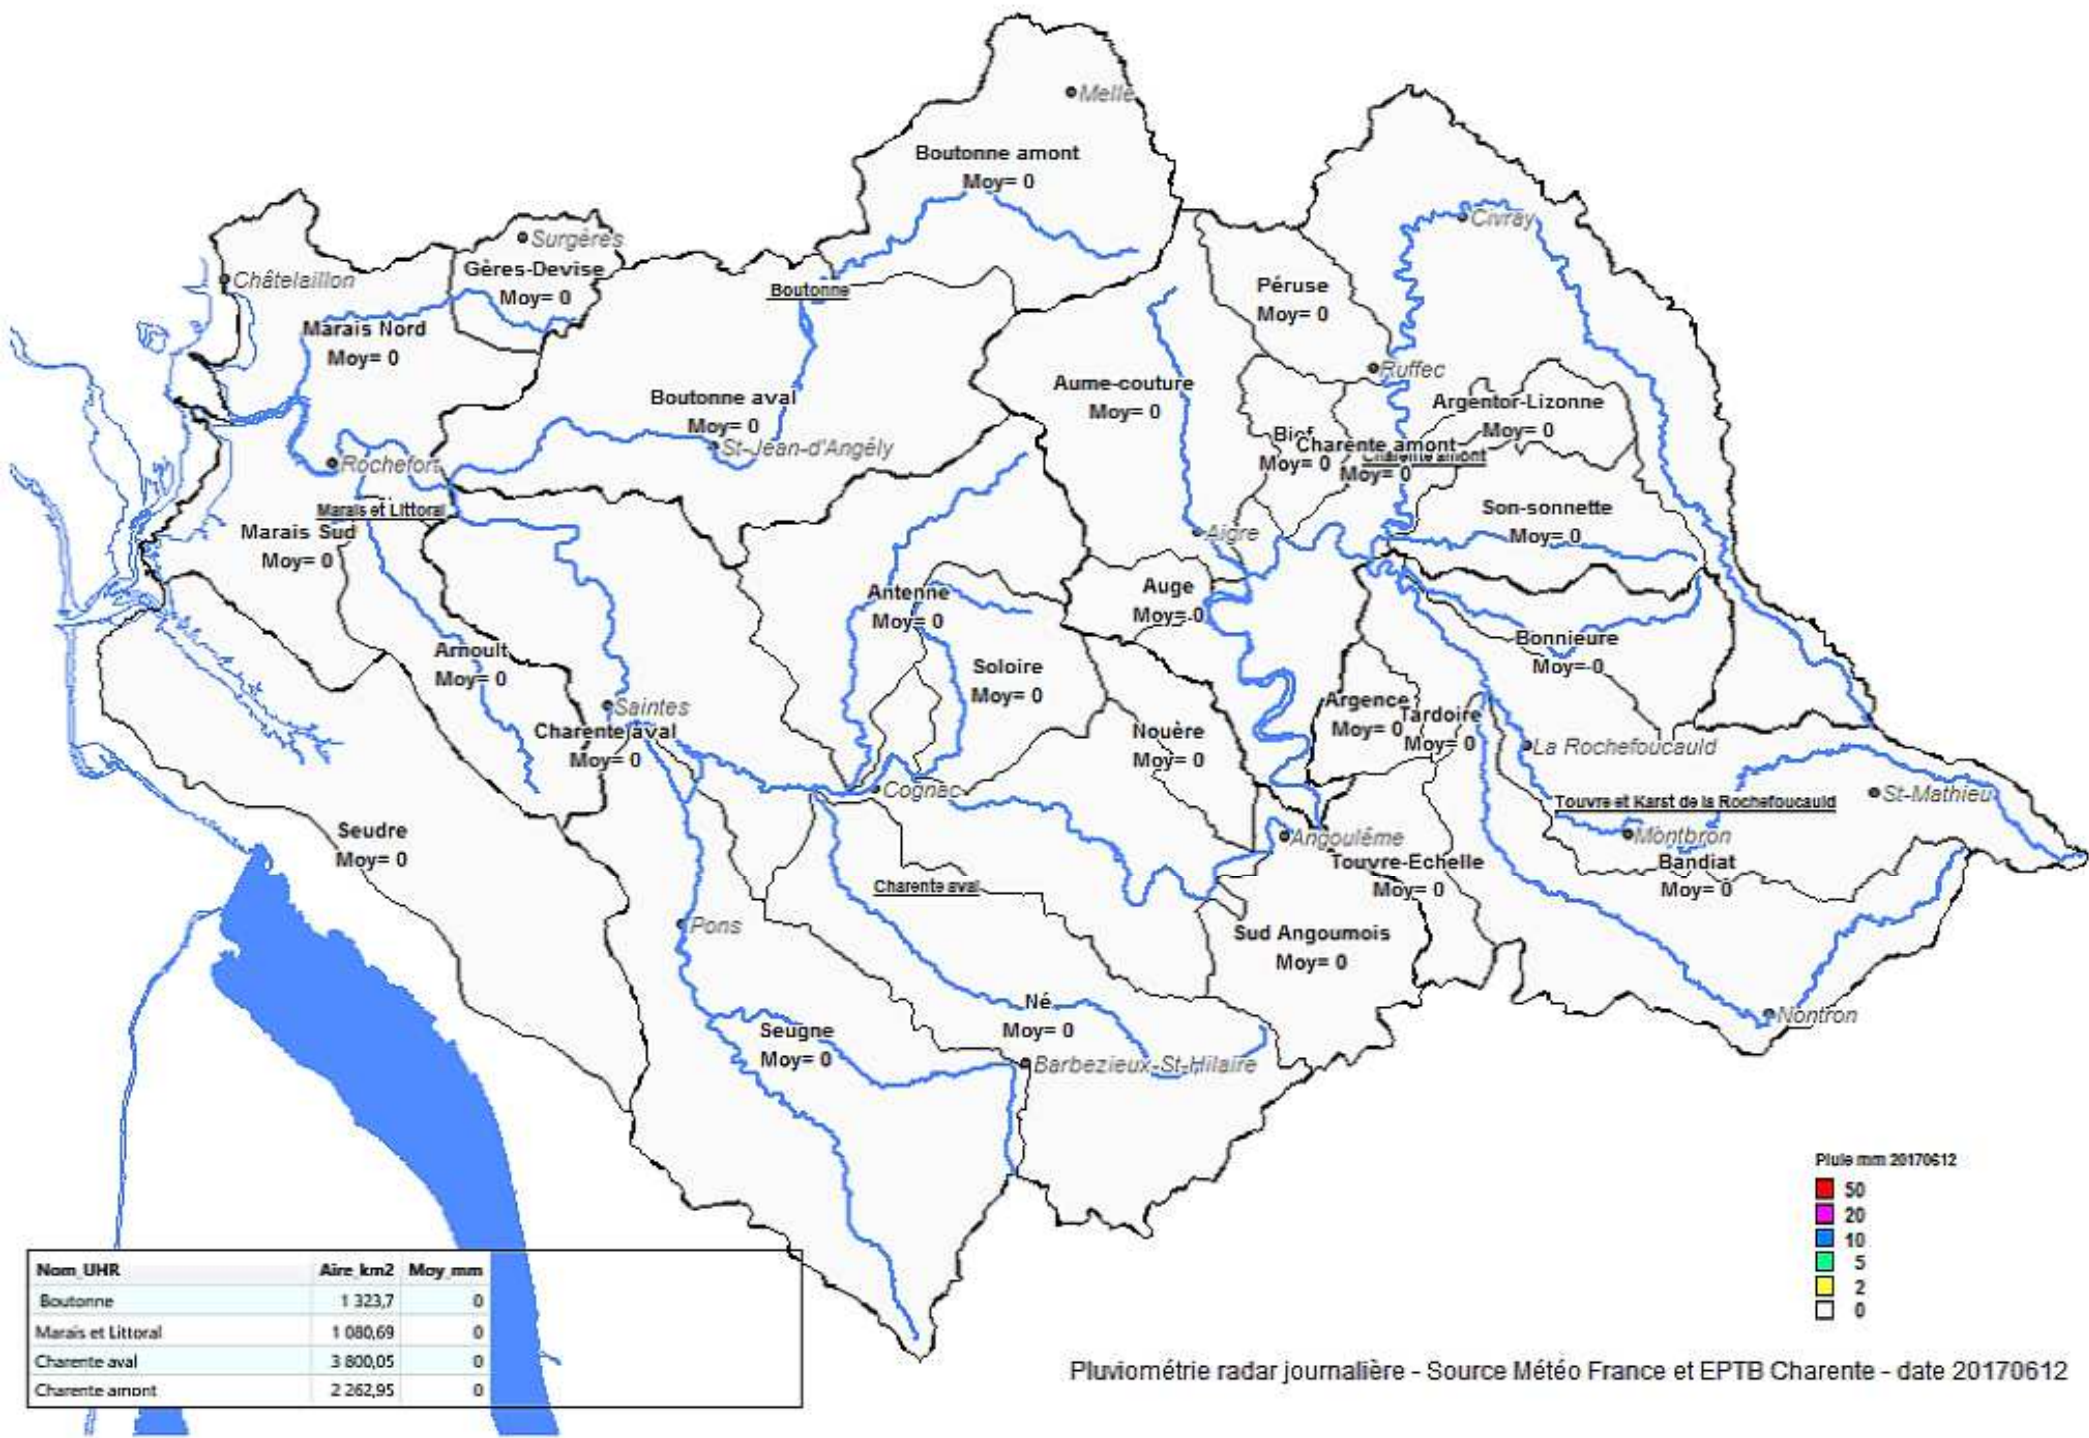 Melle
Boutonne amont
Moy= 0
Civray
Surgères
Gères-Devise
Moy= 0
Châtelaillon
Boutonne
Péruse
Moy= 0
Marais Nord
Moy= 0
Ruffec
Aume-couture
Moy= 0
Boutonne aval
Moy= 0
Argentor-Lizonne
Moy= 0
Bief
Moy= 0
Charente amont
Charente amont
Moy= 0
St-Jean-d'Angély
Rochefort
Marais et Littoral
Son-sonnette
Moy= 0
Marais Sud
Moy= 0
Aigre
Antenne
Moy= 0
Auge
Moy= 0
Bonnieure
Moy= 0
Arnoult
Moy= 0
Soloire
Moy= 0
Saintes
Charente aval
Moy= 0
Nouère
Moy= 0
Argence
Moy= 0
Tardoire
Moy= 0
La Rochefoucauld
Cognac
St-Mathieu
Touvre et Karst de la Rochefoucauld
Seudre
Moy= 0
Angoulême
Montbron
Touvre-Echelle
Moy= 0
Bandiat
Moy= 0
Charente aval
Pons
Sud Angoumois
Moy= 0
Né
Moy= 0
Nontron
Seugne
Moy= 0
Barbezieux-St-Hilaire
Pluie mm 20170612
50
20
10
5
2
0
Nom_UHR Aire_km2 Moy_mm
Boutonne 1 323,7 0
Marais et Littoral 1 080,69 0
Charente aval 3 800,05 0
Charente amont 2 262,95 0
Pluviométrie radar journalière - Source Météo France et EPTB Charente - date 20170612